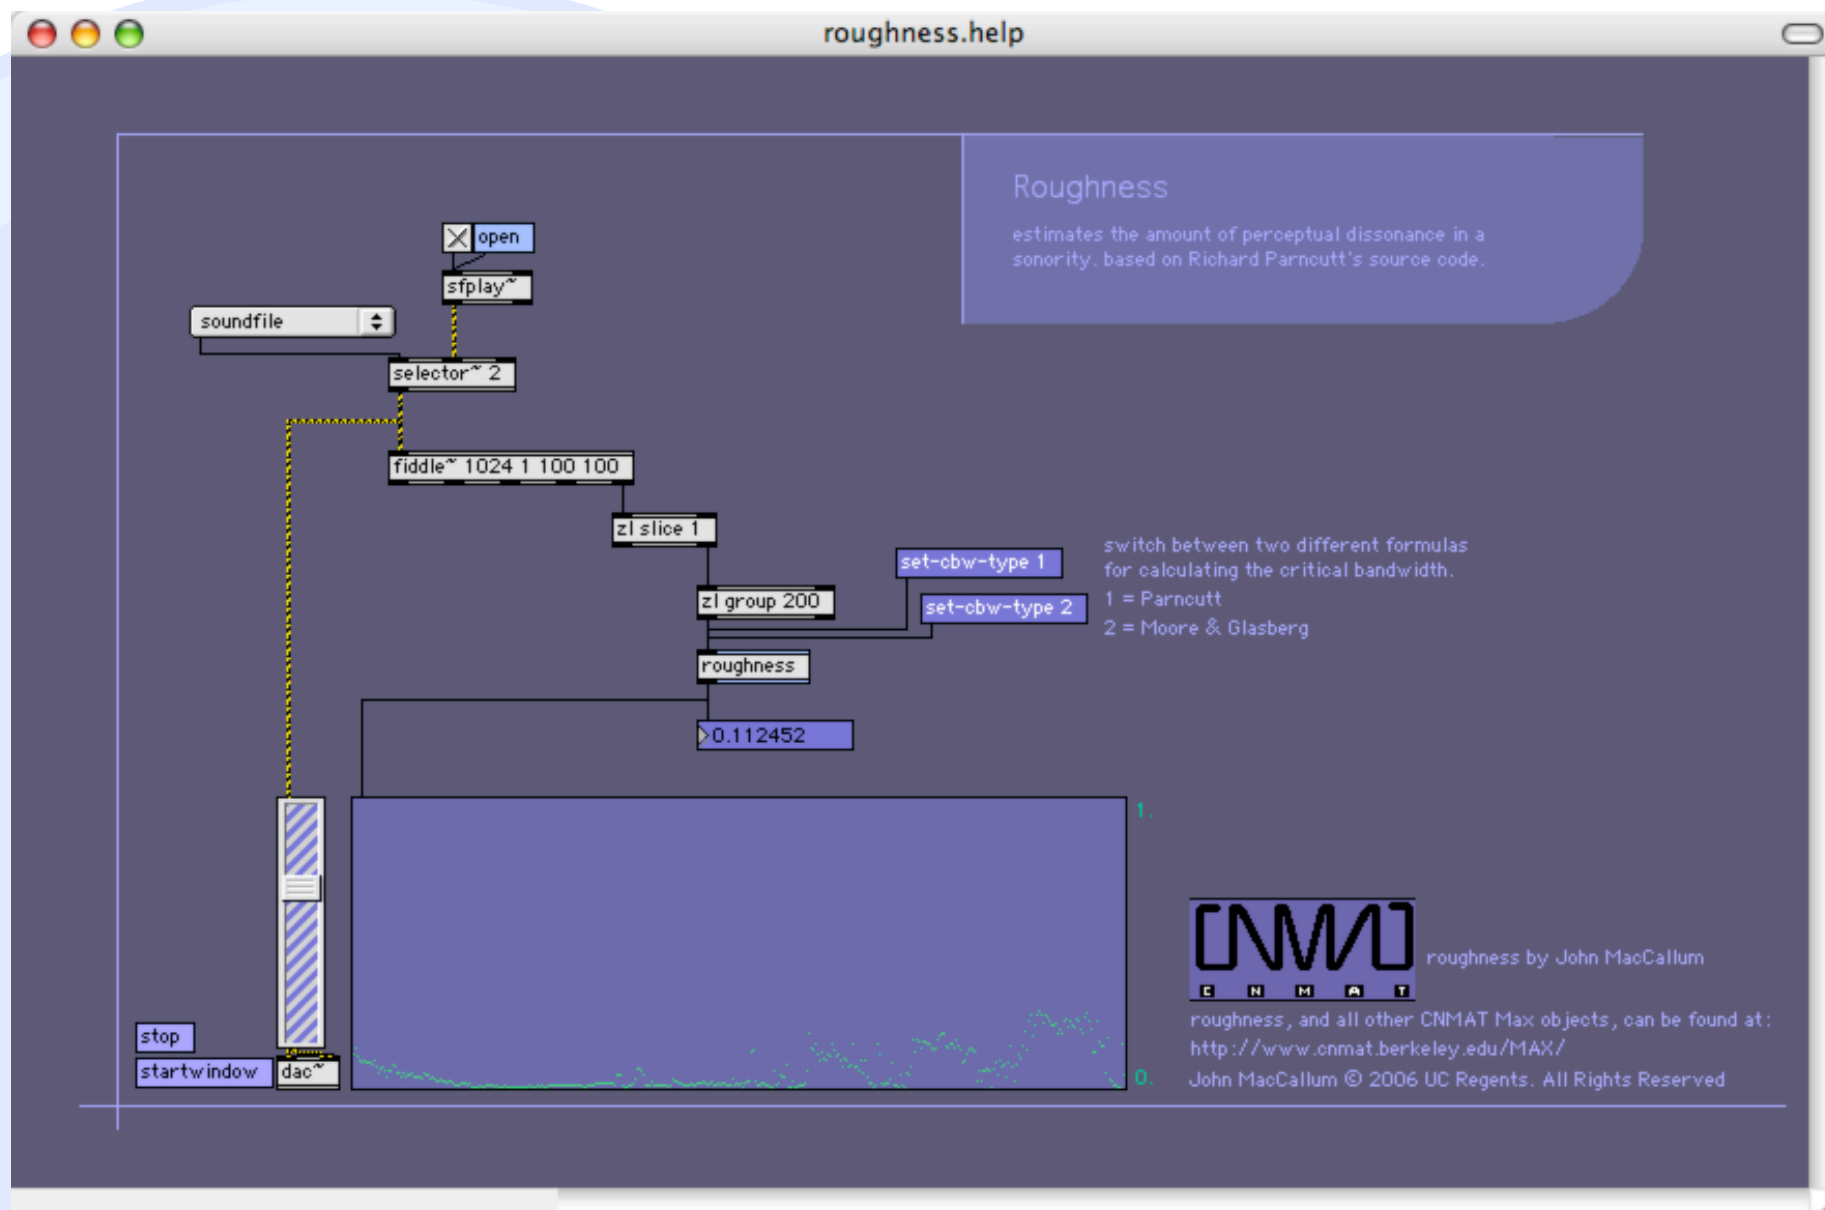 roughness.help
Roughness
estimates the amount of perceptual dissonance in a
sonority. based on Richard Parncutt's source code.
open
sfplay~
soundfile
selector~ 2
fiddle~ 1024 1 100 100
zl slice 1
set-cbw-type 1
zl group 200
set-cbw-type 2
switch between two different formulas
for calculating the critical bandwidth.
1 = Parncutt
2 = Moore & Glasberg
roughness
0.112452
1.
0.
stop
startwindow
dac~
CNMAT
C N M A T
roughness by John MacCallum
roughness, and all other CNMAT Max objects, can be found at:
http://www.cnmat.berkeley.edu/MAX/
John MacCallum © 2006 UC Regents. All Rights Reserved